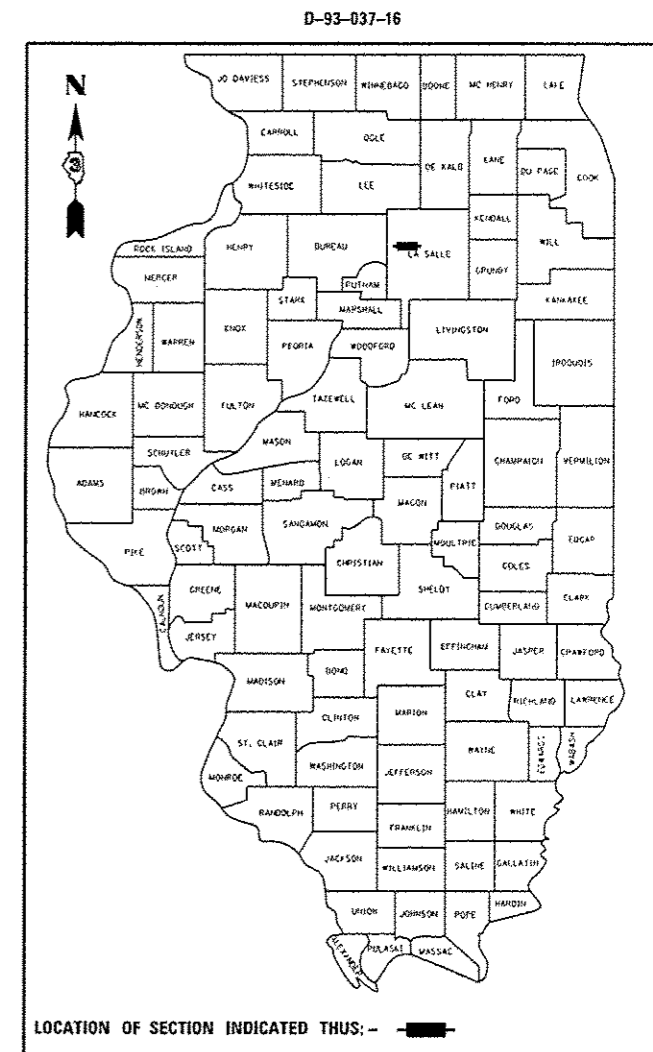 D-93-037-16
JO DAVIESS STEPHENSON WINNEBAGO BOONE MC HENRY LAKE
N
CARROLL OGLE
DE KALB KANE DU PAGE COOK
WHITESIDE LEE
KENDALL WILL
ROCK ISLAND HENRY BUREAU LA SALLE GRUNDY
MERCER PUTNAM
STARK MARSHALL KANKAKEE
HENDERSON WARREN KNOX LIVINGSTON
PEORIA WOODFORD IROQUOIS
HANCOCK MC DONOUGH FULTON TAZEWELL MC LEAN FORD
MASON
SCHUYLER LOGAN DE WITT CHAMPAIGN VERMILION
ADAMS BROWN CASS MENARD PIATT
MACON
MORGAN SANGAMON DOUGLAS EDGAR
PIKE SCOTT CHRISTIAN MOULTRIE
COLES
GREENE MACOUPIN MONTGOMERY SHELBY CLARK
CALHOUN CUMBERLAND
JERSEY FAYETTE EFFINGHAM JASPER CRAWFORD
MADISON BOND
CLAY RICHLAND LAWRENCE
CLINTON MARION
ST. CLAIR WAYNE EDWARDS WABASH
WASHINGTON JEFFERSON
MONROE
RANDOLPH PERRY HAMILTON WHITE
FRANKLIN
JACKSON WILLIAMSON SALINE GALLATIN
UNION JOHNSON POPE HARDIN
ALEXANDER PULASKI MASSAC
LOCATION OF SECTION INDICATED THUS: -